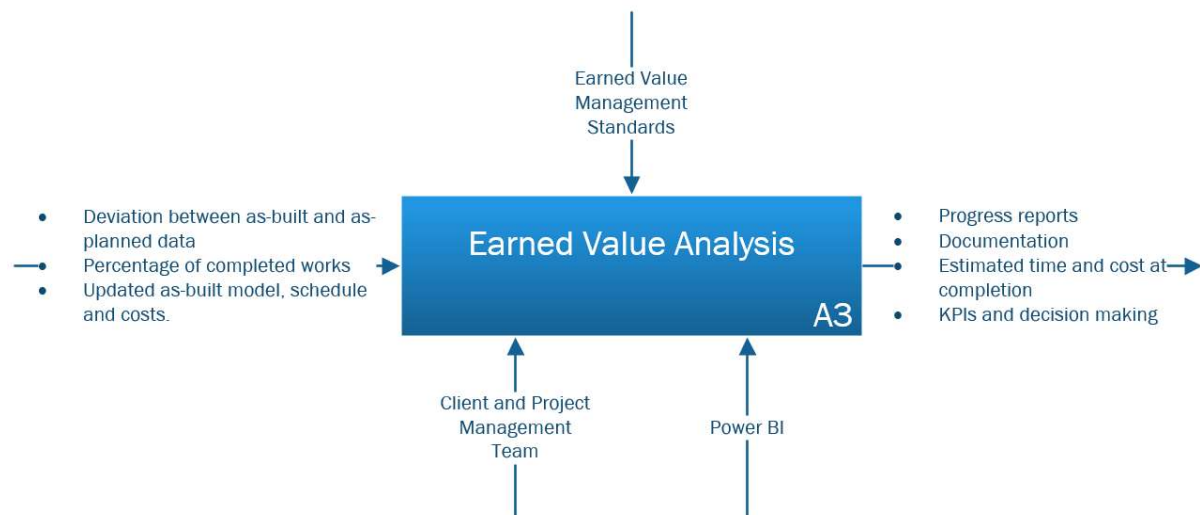 Earned Value
Management
Standards
• Deviation between as-built and as-
planned data
• Percentage of completed works
• Updated as-built model, schedule
and costs.
Earned Value Analysis
A3
• Progress reports
• Documentation
• Estimated time and cost at
completion
• KPIs and decision making
Client and Project
Management
Team
Power BI